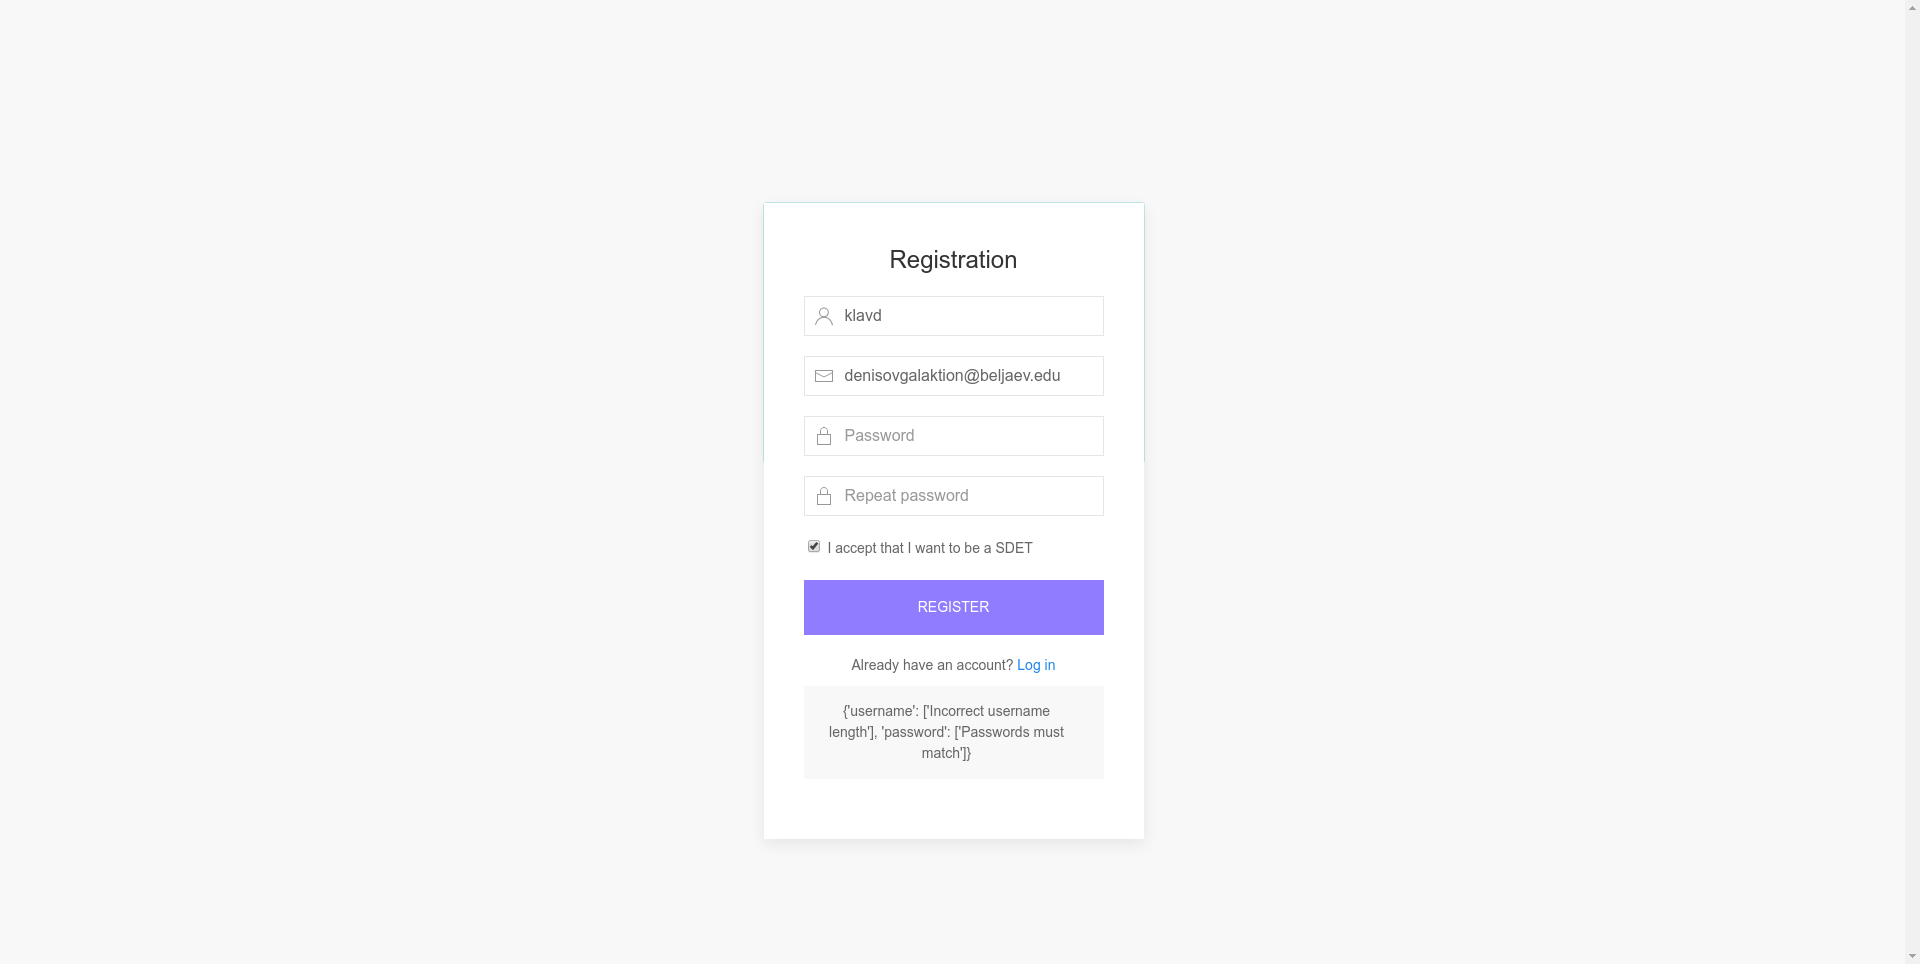 Registration
klavd
denisovgalaktion@beljaev.edu
Password
Repeat password
I accept that I want to be a SDET
REGISTER
Already have an account? Log in
{'username': ['Incorrect username
length'], 'password': ['Passwords must
match']}